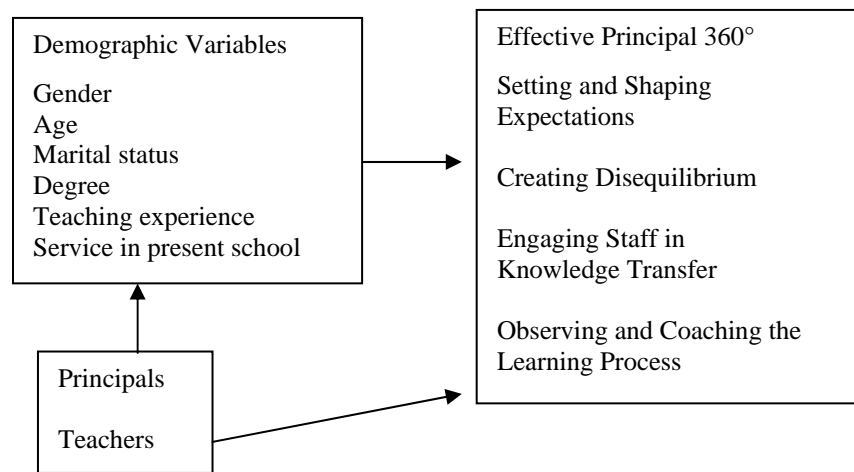 Demographic Variables
Gender
Age
Marital status
Degree
Teaching experience
Service in present school
Effective Principal 360°
Setting and Shaping
Expectations
Creating Disequilibrium
Engaging Staff in
Knowledge Transfer
Observing and Coaching the
Learning Process
Principals
Teachers